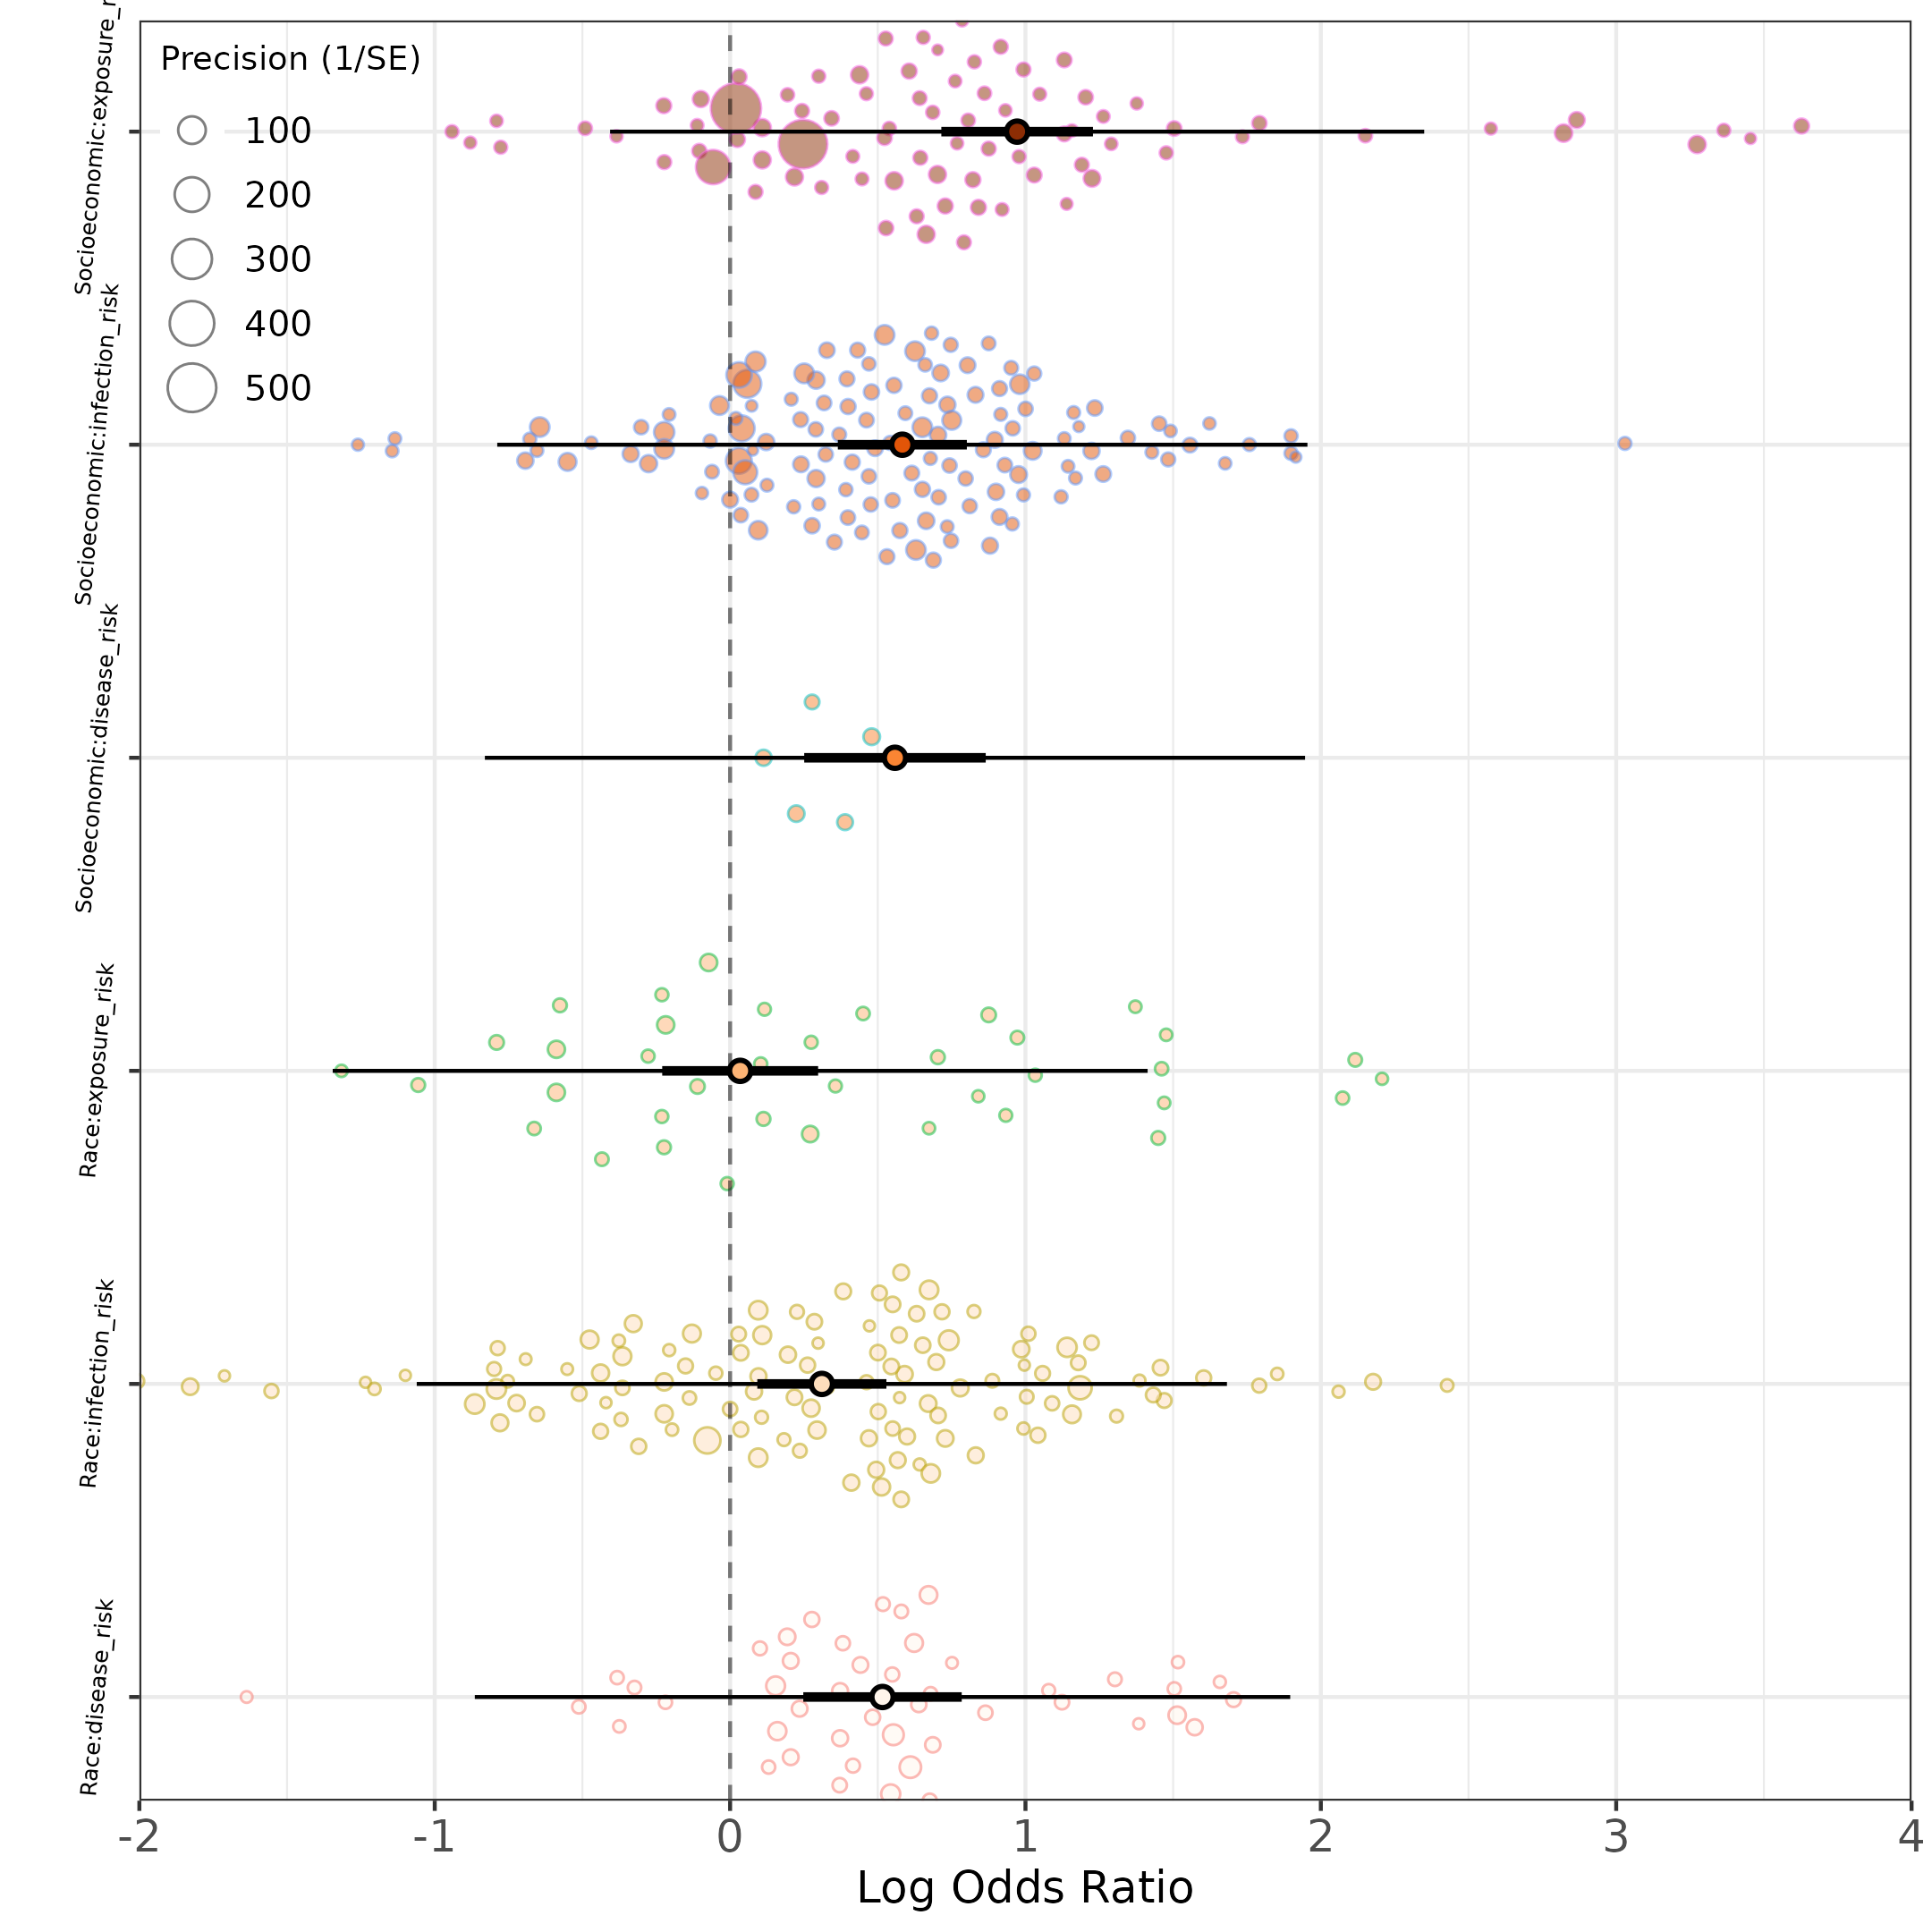 Precision (1/SE)
100
200
300
400
500
Socioeconomic:exposure_r
Socioeconomic:infection_risk
Socioeconomic:disease_risk
Race:exposure_risk
Race:infection_risk
Race:disease_risk
-2 -1 0 1 2 3 4
Log Odds Ratio